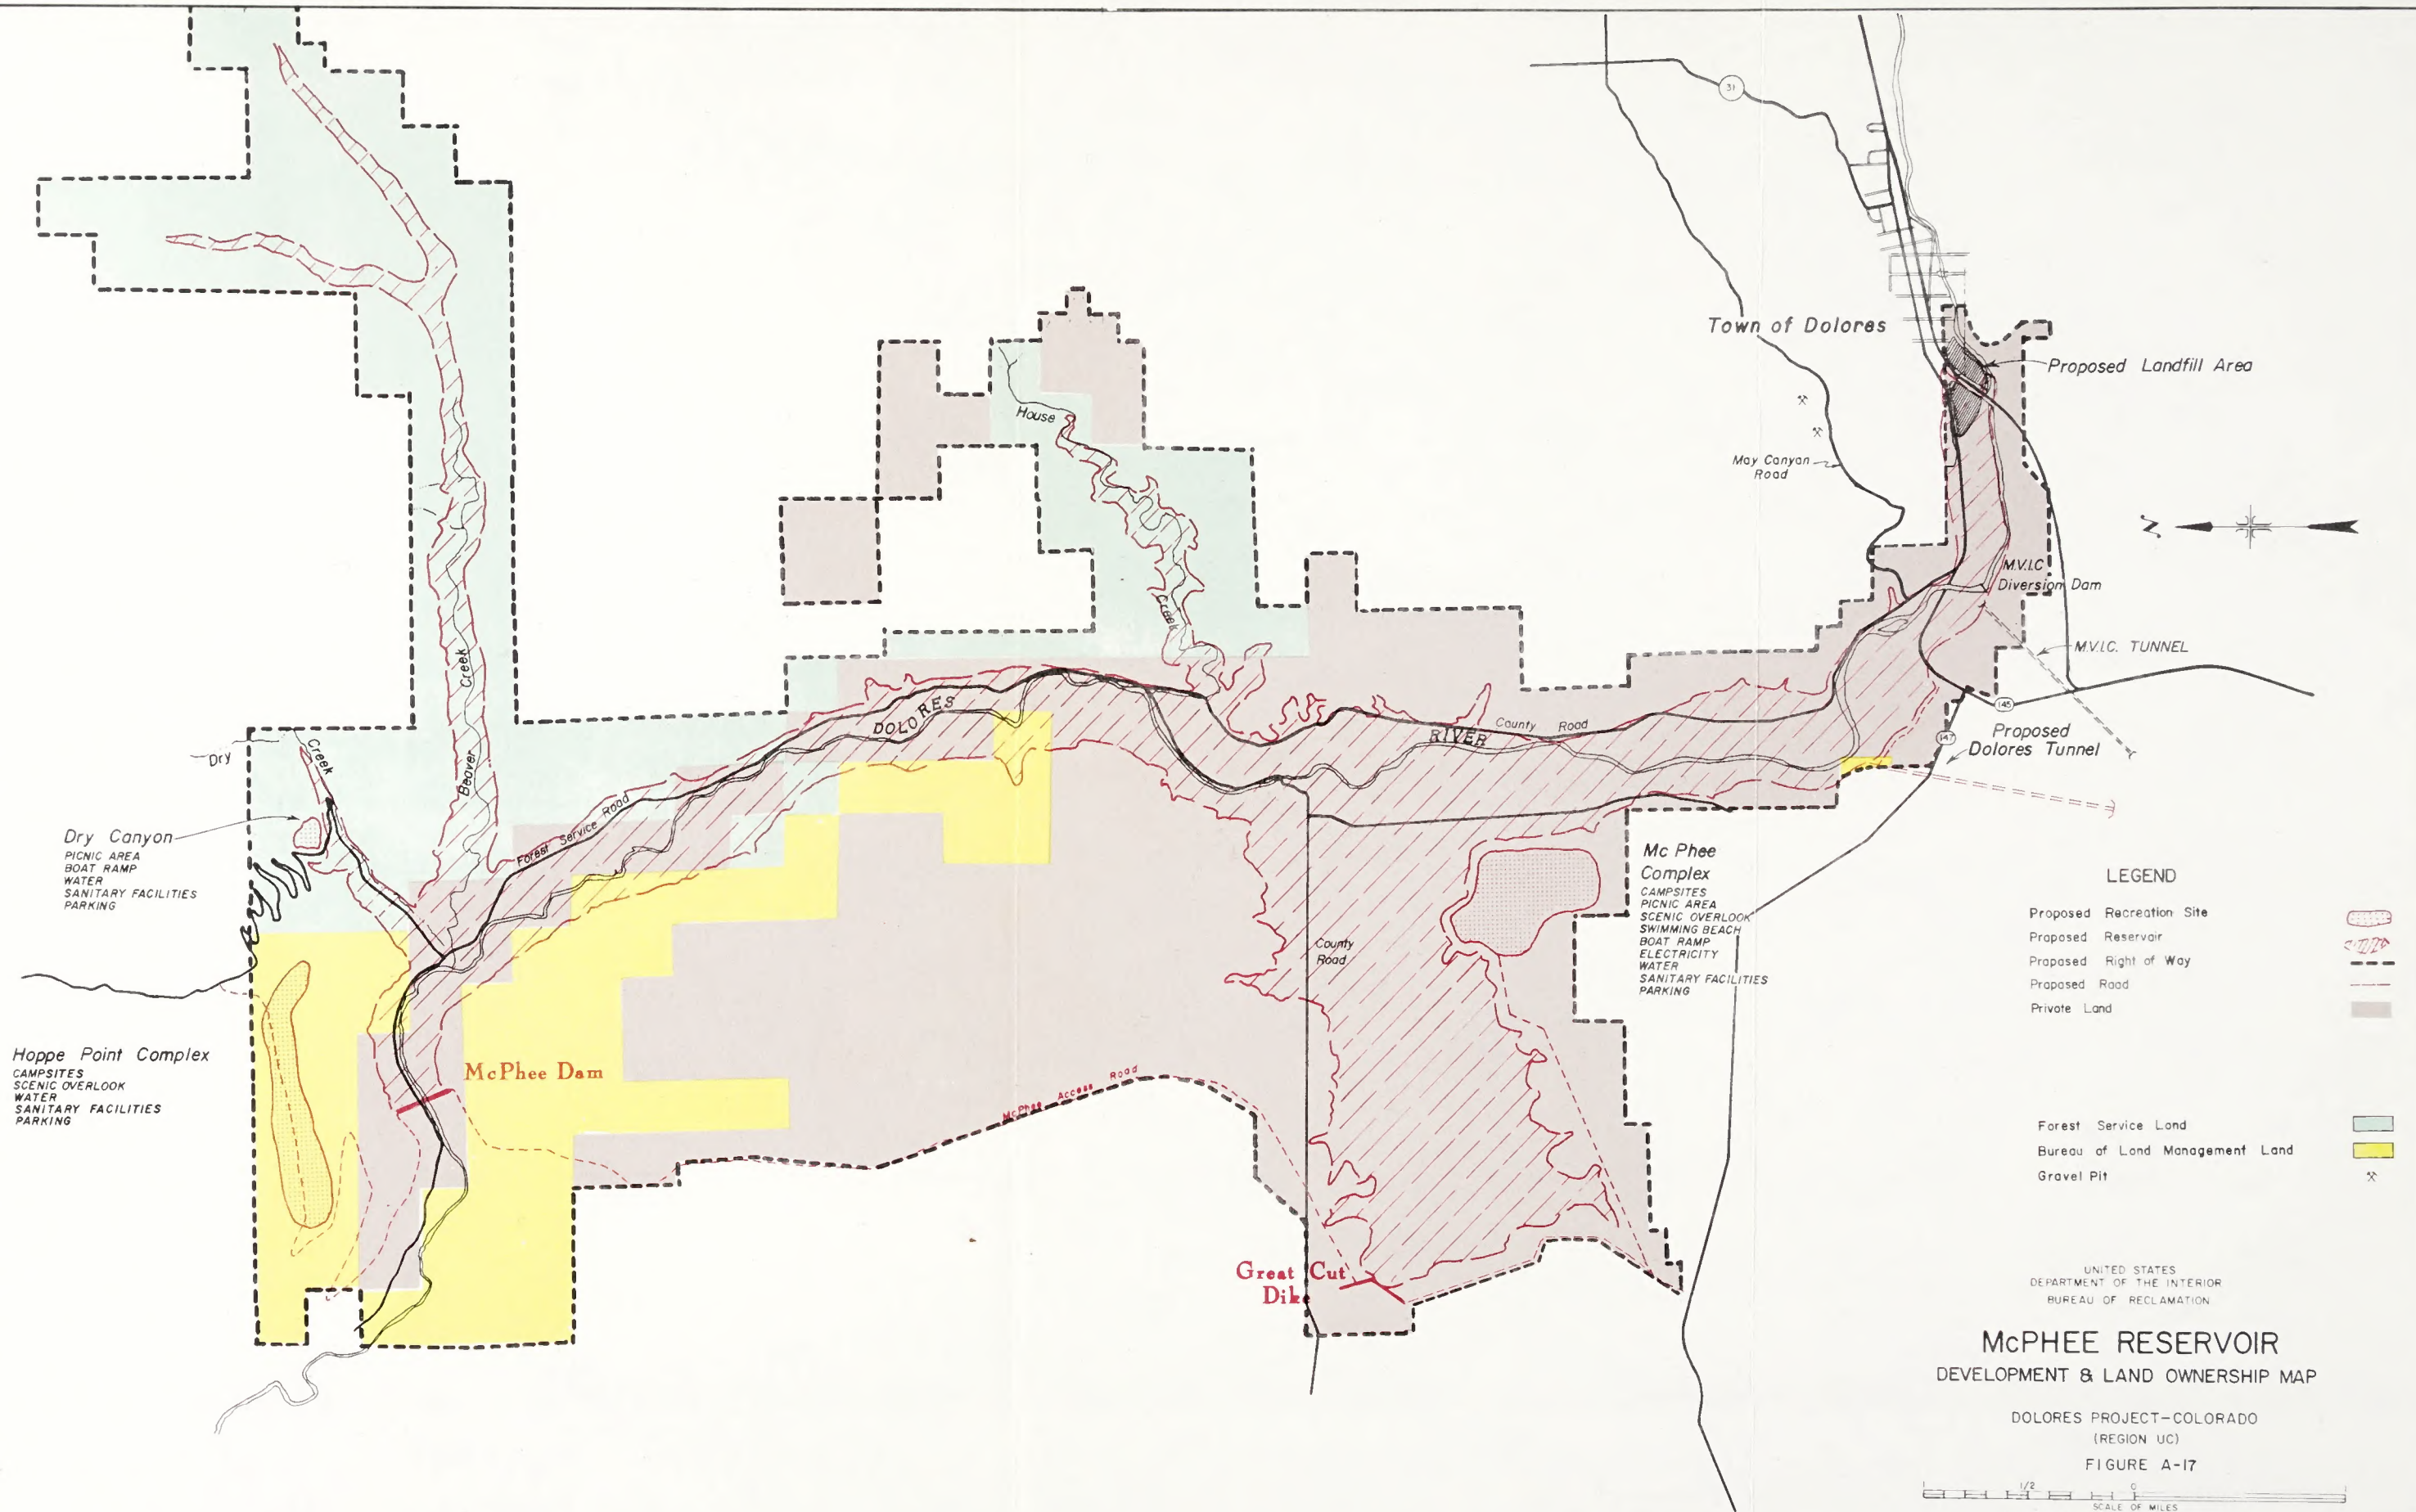 31
Town of Dolores
Proposed Landfill Area
House
May Canyon
Road
N
M.V.I.C.
Diversion Dam
Creek
M.V.I.C. TUNNEL
Creek
145
DOLORES
County Road
RIVER
147
Proposed
Dolores Tunnel
Dry
Creek
Beaver
Forest Service Road
Dry Canyon
PICNIC AREA
BOAT RAMP
WATER
SANITARY FACILITIES
PARKING
Mc Phee
Complex
CAMPSITES
PICNIC AREA
SCENIC OVERLOOK
SWIMMING BEACH
BOAT RAMP
ELECTRICITY
WATER
SANITARY FACILITIES
PARKING
County
Road
LEGEND
Proposed Recreation Site
Proposed Reservoir
Proposed Right of Way
Proposed Road
Private Land
Forest Service Land
Bureau of Land Management Land
Gravel Pit
Hoppe Point Complex
CAMPSITES
SCENIC OVERLOOK
WATER
SANITARY FACILITIES
PARKING
McPhee Dam
McPhee Access Road
Great Cut
Dike
UNITED STATES
DEPARTMENT OF THE INTERIOR
BUREAU OF RECLAMATION
McPHEE RESERVOIR
DEVELOPMENT & LAND OWNERSHIP MAP
DOLORES PROJECT-COLORADO
(REGION UC)
FIGURE A-17
1 1/2 0 1
SCALE OF MILES